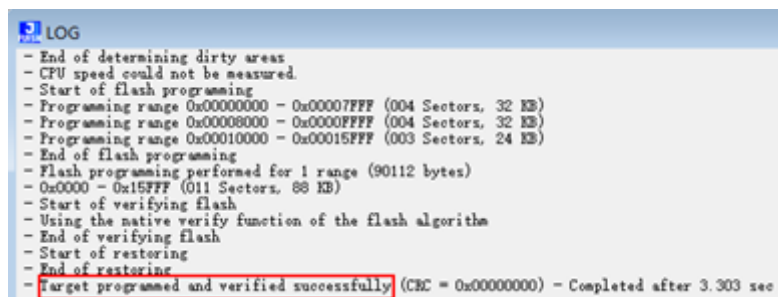 LOG
- End of determining dirty areas
- CPU speed could not be measured.
- Start of flash programming
- Programming range 0x00000000 - 0x00007FFF (004 Sectors, 32 KB)
- Programming range 0x00008000 - 0x0000FFFF (004 Sectors, 32 KB)
- Programming range 0x00010000 - 0x00015FFF (003 Sectors, 24 KB)
- End of flash programming
- Flash programming performed for 1 range (90112 bytes)
- 0x0000 - 0x15FFF (011 Sectors, 88 KB)
- Start of verifying flash
- Using the native verify function of the flash algorithm
- End of verifying flash
- Start of restoring
- End of restoring
- Target programmed and verified successfully (CRC = 0x00000000) - Completed after 3.303 sec